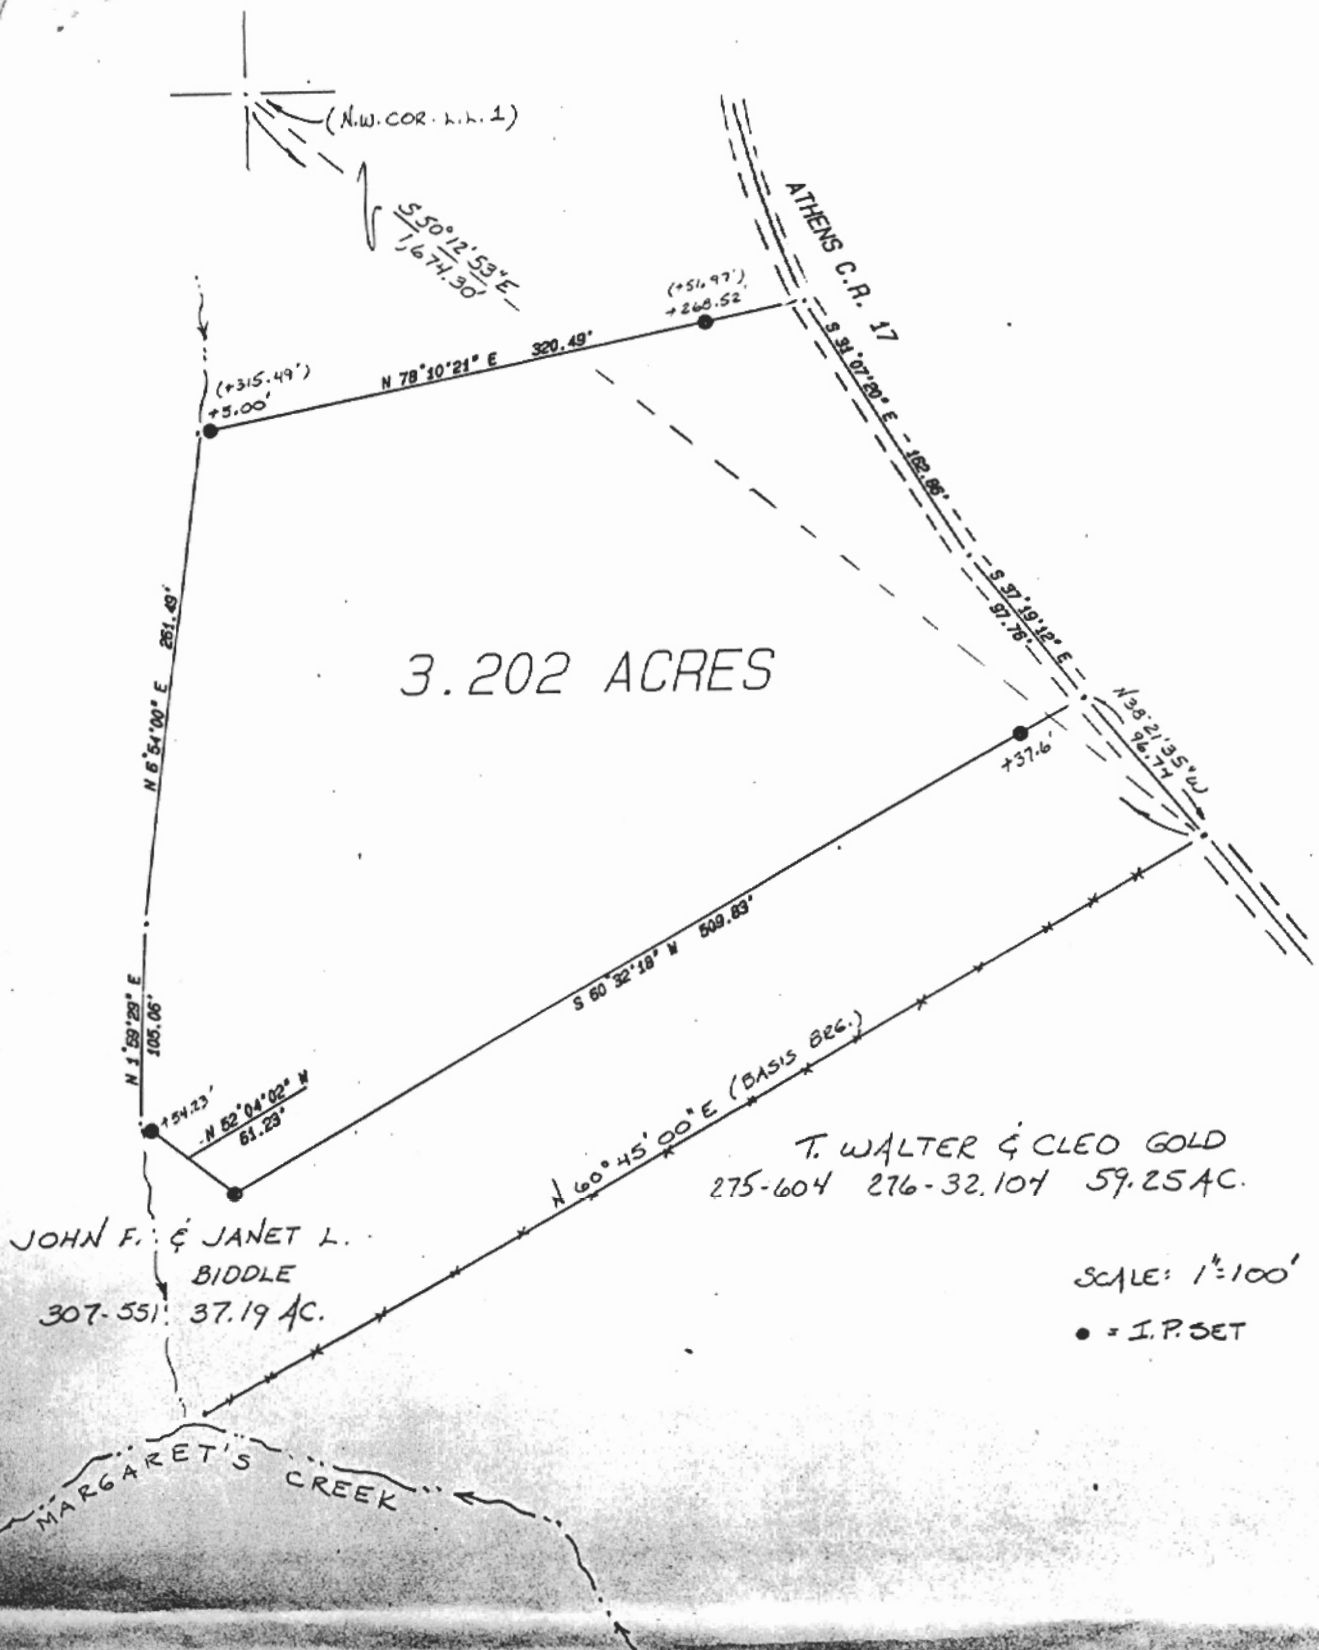 (N.W. COR. L.L. 1)
S 50°12'53" E
1,674.30'
ATHENS C.R. 17
(+51.97')
+268.52'
N 78°10'21" E 320.49'
(+315.49')
+5.00'
S 31°07'20" E 162.86'
S 37°19'12" E
97.76'
N 38°21'35" W
96.74
N 6°54'00" E 261.49'
3.202 ACRES
+37.6'
S 60°32'18" W 509.83'
N 1°59'29" E
105.06'
+54.23'
N 52°04'02" W
61.23'
N 60°45'00" E (BASIS BRG.)
T. WALTER & CLEO GOLD
275-604 276-32,104 59.25 AC.
JOHN F. & JANET L.
BIDDLE
307-551 37.19 AC.
SCALE: 1"=100'
● = I.P. SET
MARGARET'S CREEK